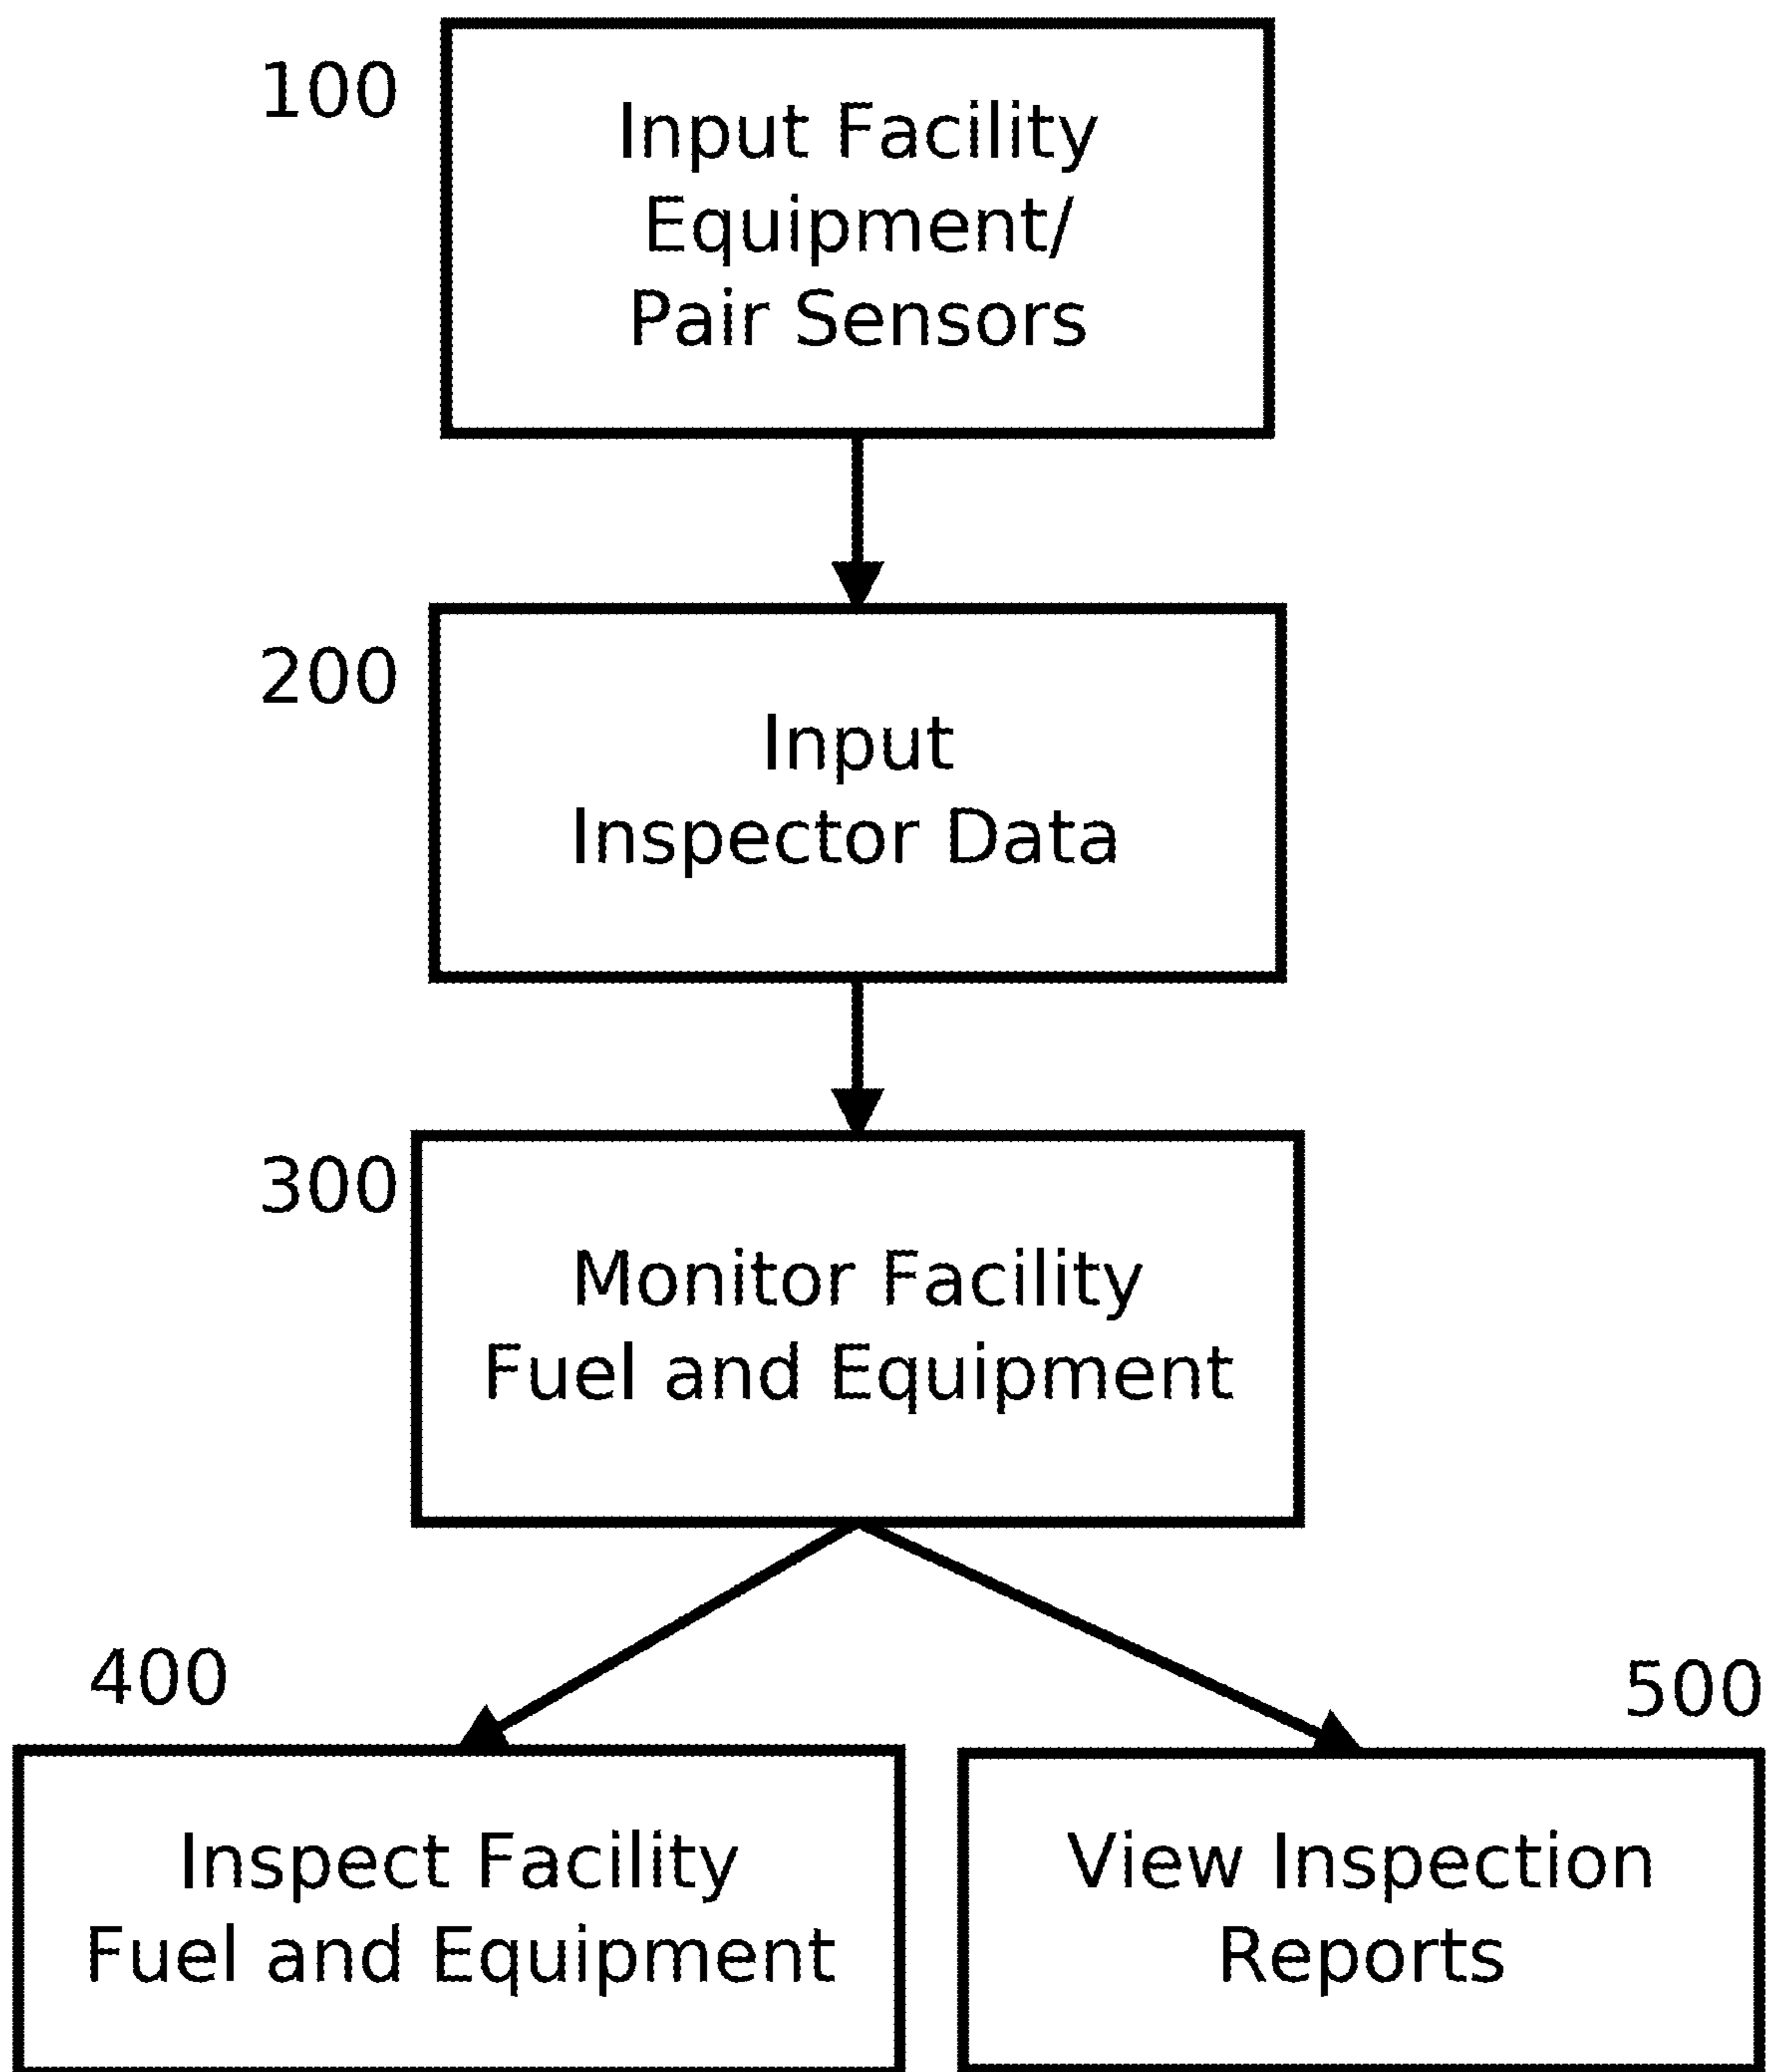 100
Input Facility
Equipment/
Pair Sensors
200
Input
Inspector Data
300
Monitor Facility
Fuel and Equipment
400
500
Inspect Facility
Fuel and Equipment
View Inspection
Reports